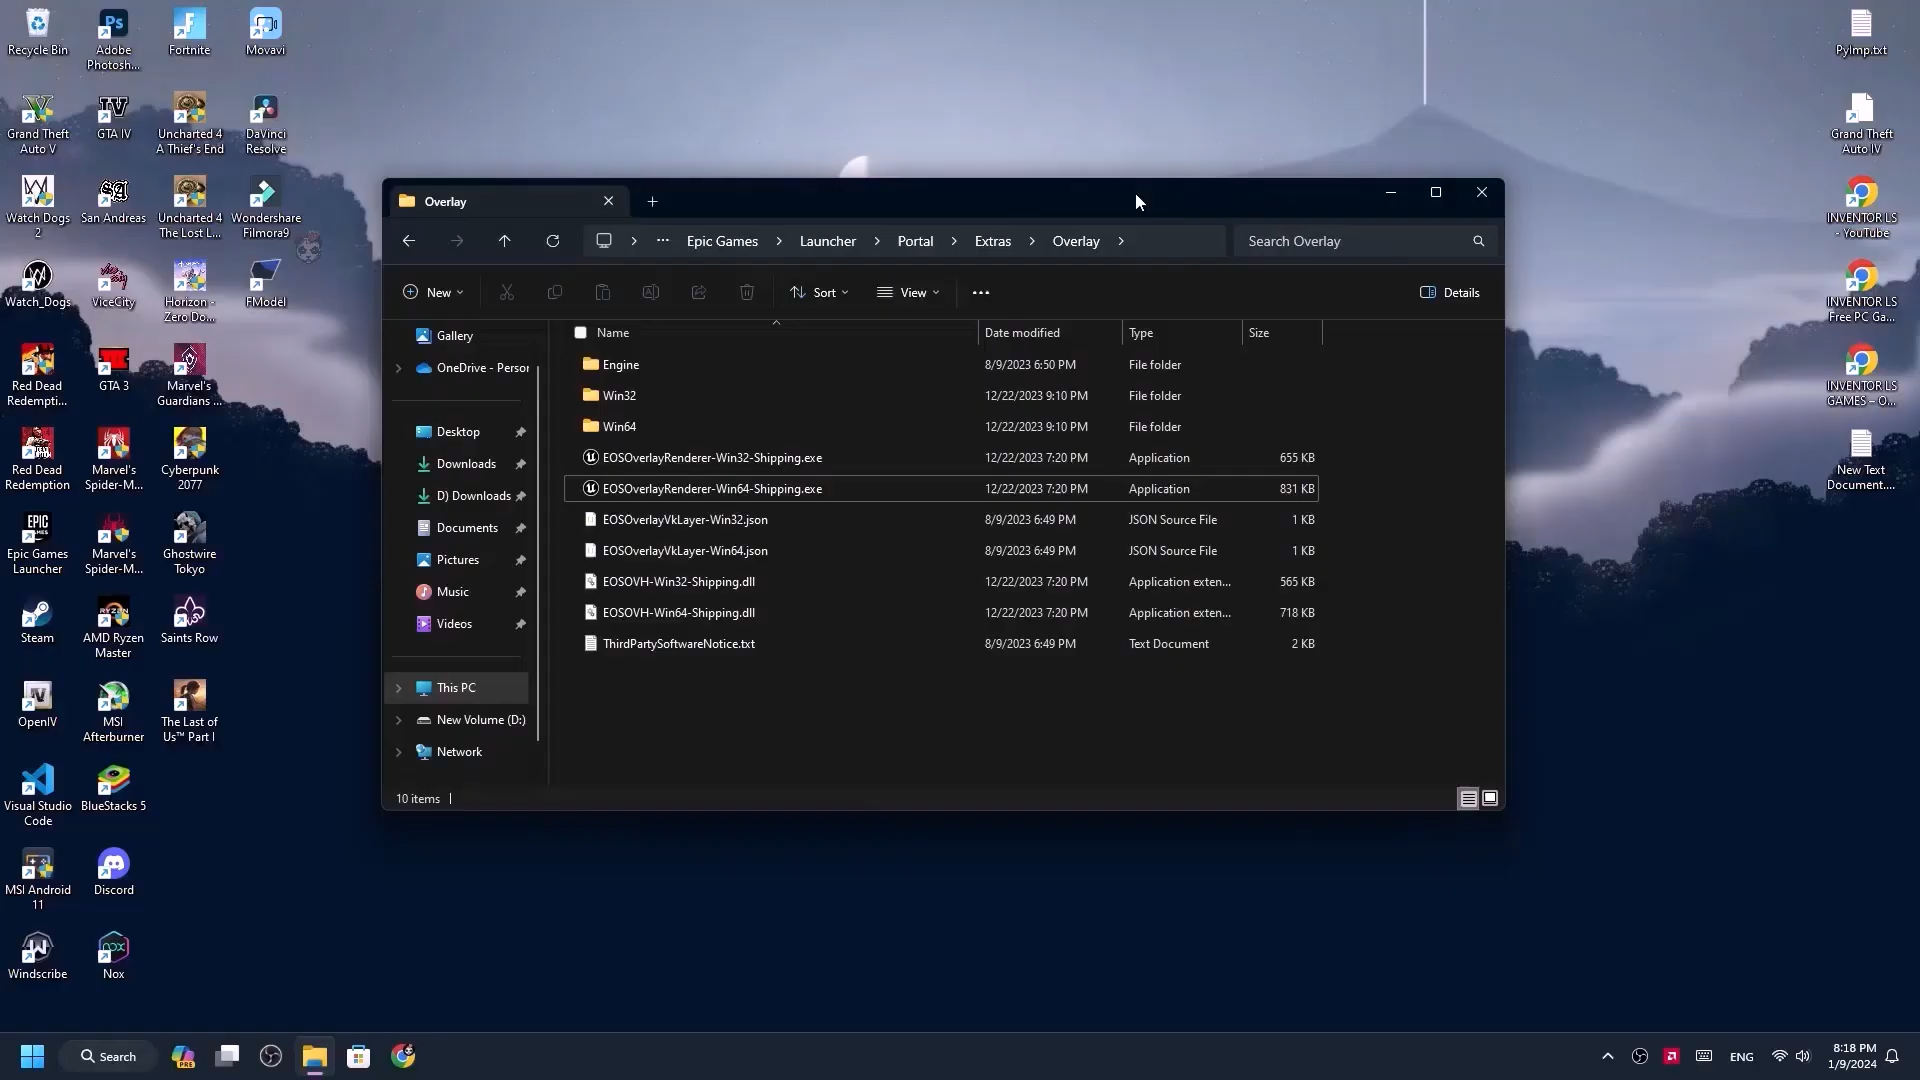 Recycle Bin
Adobe
Photosh...
Fortnite
Movavi
Grand Theft
Auto V
GTA IV
Uncharted 4
A Thief's End
DaVinci
Resolve
Watch Dogs
2
San Andreas
Uncharted 4
The Lost L...
Wondershare
Filmora9
Watch_Dogs
ViceCity
Horizon -
Zero Do...
FModel
Red Dead
Redempti...
GTA 3
Marvel's
Guardians ...
Red Dead
Redemption
Marvel's
Spider-M...
Cyberpunk
2077
Epic Games
Launcher
Marvel's
Spider-M...
Ghostwire
Tokyo
Steam
AMD Ryzen
Master
Saints Row
OpenIV
MSI
Afterburner
The Last of
Us™ Part I
Visual Studio
Code
BlueStacks 5
MSI Android
11
Discord
Windscribe
Nox
Overlay
Epic Games
Launcher
Portal
Extras
Overlay
Search Overlay
New
Sort
View
Details
Gallery
OneDrive - Persor
Desktop
Downloads
D) Downloads
Documents
Pictures
Music
Videos
This PC
New Volume (D:)
Network
Name Date modified Type Size
Engine 8/9/2023 6:50 PM File folder
Win32 12/22/2023 9:10 PM File folder
Win64 12/22/2023 9:10 PM File folder
EOSOverlayRenderer-Win32-Shipping.exe 12/22/2023 7:20 PM Application 655 KB
EOSOverlayRenderer-Win64-Shipping.exe 12/22/2023 7:20 PM Application 831 KB
EOSOverlayVkLayer-Win32.json 8/9/2023 6:49 PM JSON Source File 1 KB
EOSOverlayVkLayer-Win64.json 8/9/2023 6:49 PM JSON Source File 1 KB
EOSOVH-Win32-Shipping.dll 12/22/2023 7:20 PM Application exten... 565 KB
EOSOVH-Win64-Shipping.dll 12/22/2023 7:20 PM Application exten... 718 KB
ThirdPartySoftwareNotice.txt 8/9/2023 6:49 PM Text Document 2 KB
10 items
PyImp.txt
Grand Theft
Auto IV
INVENTOR LS
- YouTube
INVENTOR LS
Free PC Ga...
INVENTOR LS
GAMES – O...
New Text
Document....
Search
ENG
8:18 PM
1/9/2024